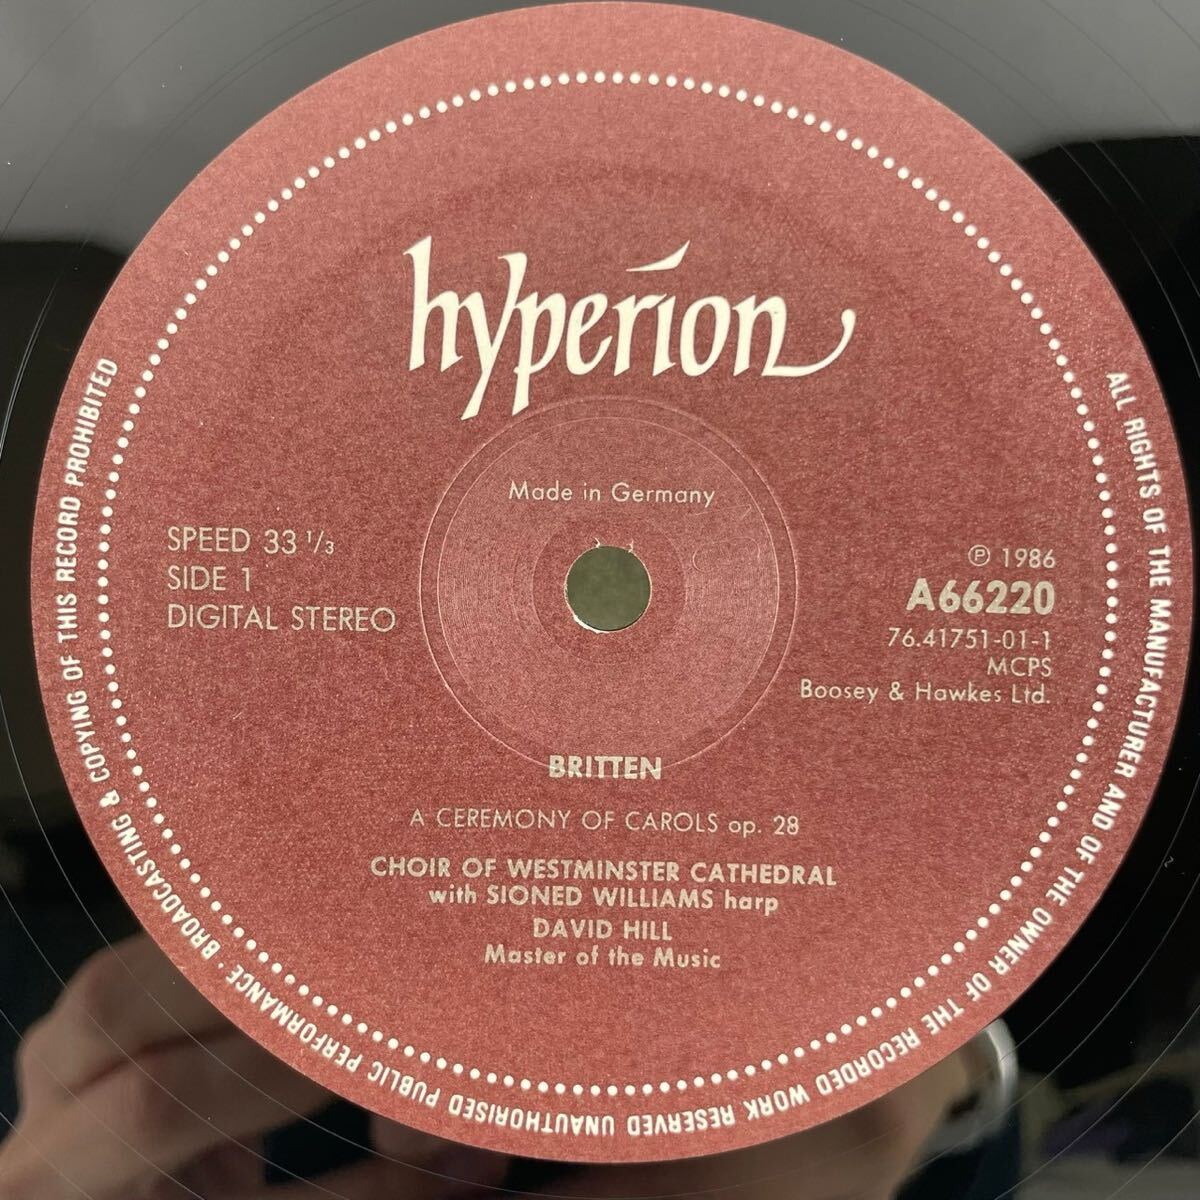 hyperion
Made in Germany
SPEED 33 1/3
SIDE 1
DIGITAL STEREO
℗ 1986
A66220
76.41751-01-1
MCPS
Boosey & Hawkes Ltd.
BRITTEN
A CEREMONY OF CAROLS op. 28
CHOIR OF WESTMINSTER CATHEDRAL
with SIONED WILLIAMS harp
DAVID HILL
Master of the Music
ALL RIGHTS OF THE MANUFACTURER AND OF THE OWNER OF THE RECORDED WORK RESERVED UNAUTHORISED PUBLIC PERFORMANCE · BROADCASTING & COPYING OF THIS RECORD PROHIBITED